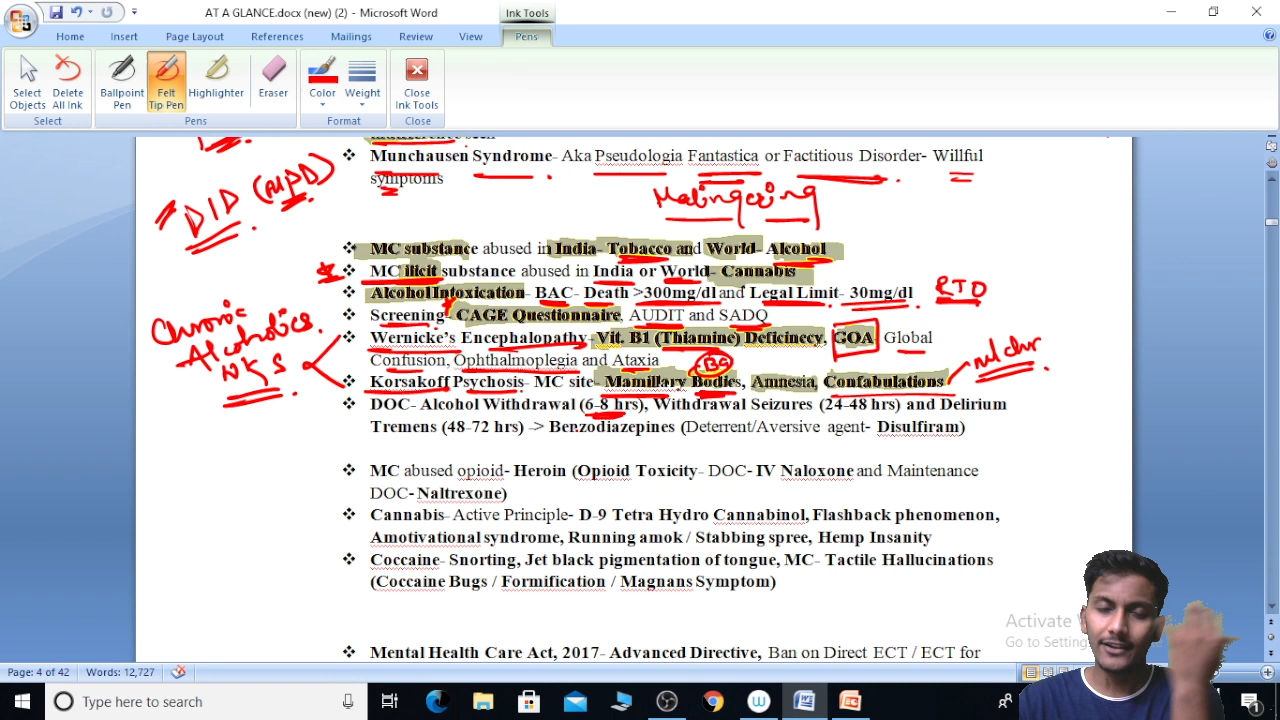 AT A GLANCE.docx (new) (2) - Microsoft Word
Ink Tools
Home Insert Page Layout References Mailings Review View Pens
Select Objects
Delete All Ink
Ballpoint Pen
Felt Tip Pen
Highlighter
Eraser
Color
Weight
Close Ink Tools
Select Pens Format Close
Munchausen Syndrome- Aka Pseudologia Fantastica or Factitious Disorder- Willful
symptoms
DID (MPD)
Malingering
MC substance abused in India- Tobacco and World- Alcohol
MC ilicit substance abused in India or World- Cannabis
Alcohol Intoxication- BAC- Death >300mg/dl and Legal Limit- 30mg/dl
RTO
Screening- CAGE Questionnaire, AUDIT and SADQ
Chronic
Alcoholics
WKS
Wernicke's Encephalopathy- Vit. B1 (Thiamine) Deficinecy, GOA- Global
Confusion, Ophthalmoplegia and Ataxia
Korsakoff Psychosis- MC site- Mamillary Bodies, Amnesia, Confabulations
DOC- Alcohol Withdrawal (6-8 hrs), Withdrawal Seizures (24-48 hrs) and Delirium
Tremens (48-72 hrs) -> Benzodiazepines (Deterrent/Aversive agent- Disulfiram)
MC abused opioid- Heroin (Opioid Toxicity- DOC- IV Naloxone and Maintenance
DOC- Naltrexone)
Cannabis- Active Principle- D-9 Tetra Hydro Cannabinol, Flashback phenomenon,
Amotivational syndrome, Running amok / Stabbing spree, Hemp Insanity
Coccaine- Snorting, Jet black pigmentation of tongue, MC- Tactile Hallucinations
(Coccaine Bugs / Formification / Magnans Symptom)
Mental Health Care Act, 2017- Advanced Directive, Ban on Direct ECT / ECT for
Activate
Go to Setting
Page: 4 of 42 Words: 12,727
Type here to search